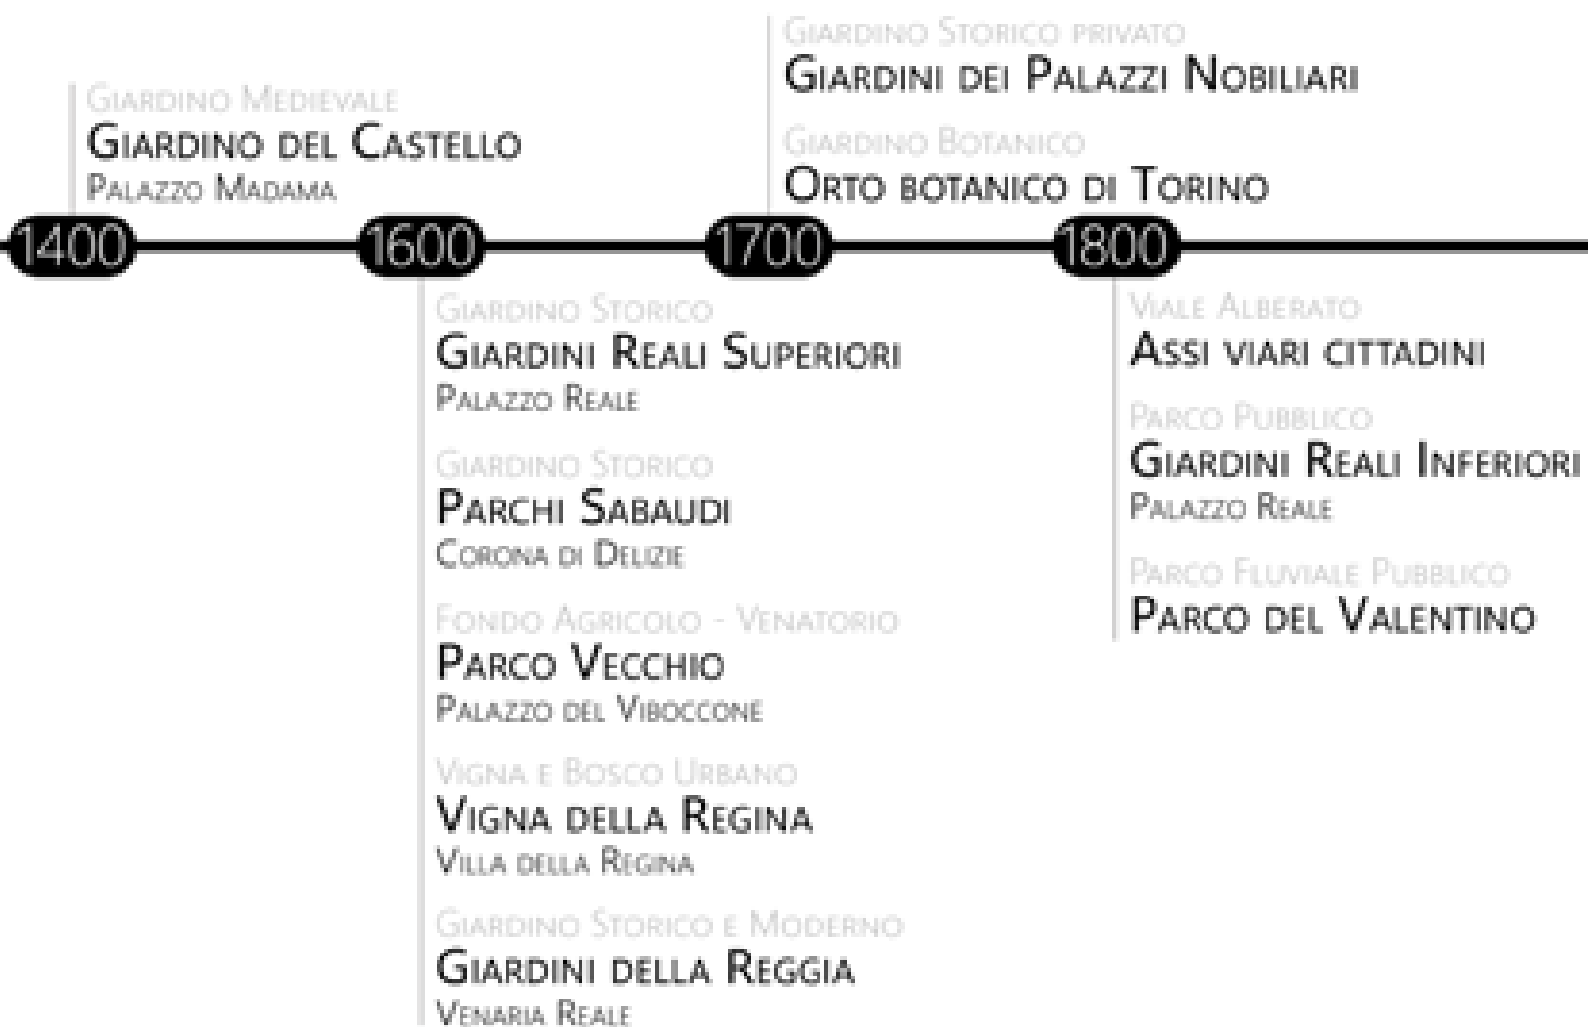 Giardino Medievale
Giardino del Castello
Palazzo Madama
Giardino Storico privato
Giardini dei Palazzi Nobiliari
Giardino Botanico
Orto botanico di Torino
1400
1600
1700
1800
Giardino Storico
Giardini Reali Superiori
Palazzo Reale
Giardino Storico
Parchi Sabaudi
Corona di Delizie
Fondo Agricolo - Venatorio
Parco Vecchio
Palazzo del Viboccone
Vigna e Bosco Urbano
Vigna della Regina
Villa della Regina
Giardino Storico e Moderno
Giardini della Reggia
Venaria Reale
Viale Alberato
Assi viari cittadini
Parco Pubblico
Giardini Reali Inferiori
Palazzo Reale
Parco Fluviale Pubblico
Parco del Valentino